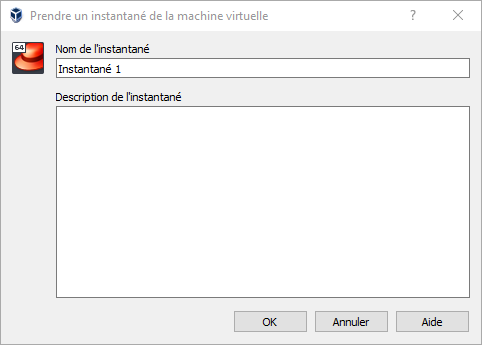 Prendre un instantané de la machine virtuelle
?
64
Nom de l'instantané
Instantané 1
Description de l'instantané
OK Annuler Aide